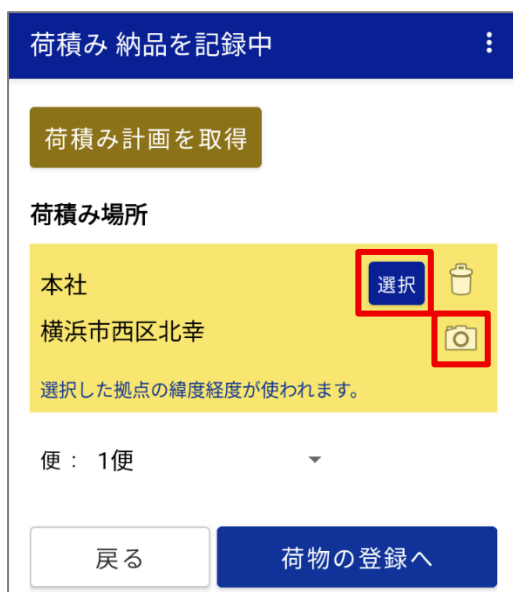 荷積み 納品を記録中
荷積み計画を取得
荷積み場所
本社
選択
横浜市西区北幸
選択した拠点の緯度経度が使われます。
便： 1便
戻る
荷物の登録へ